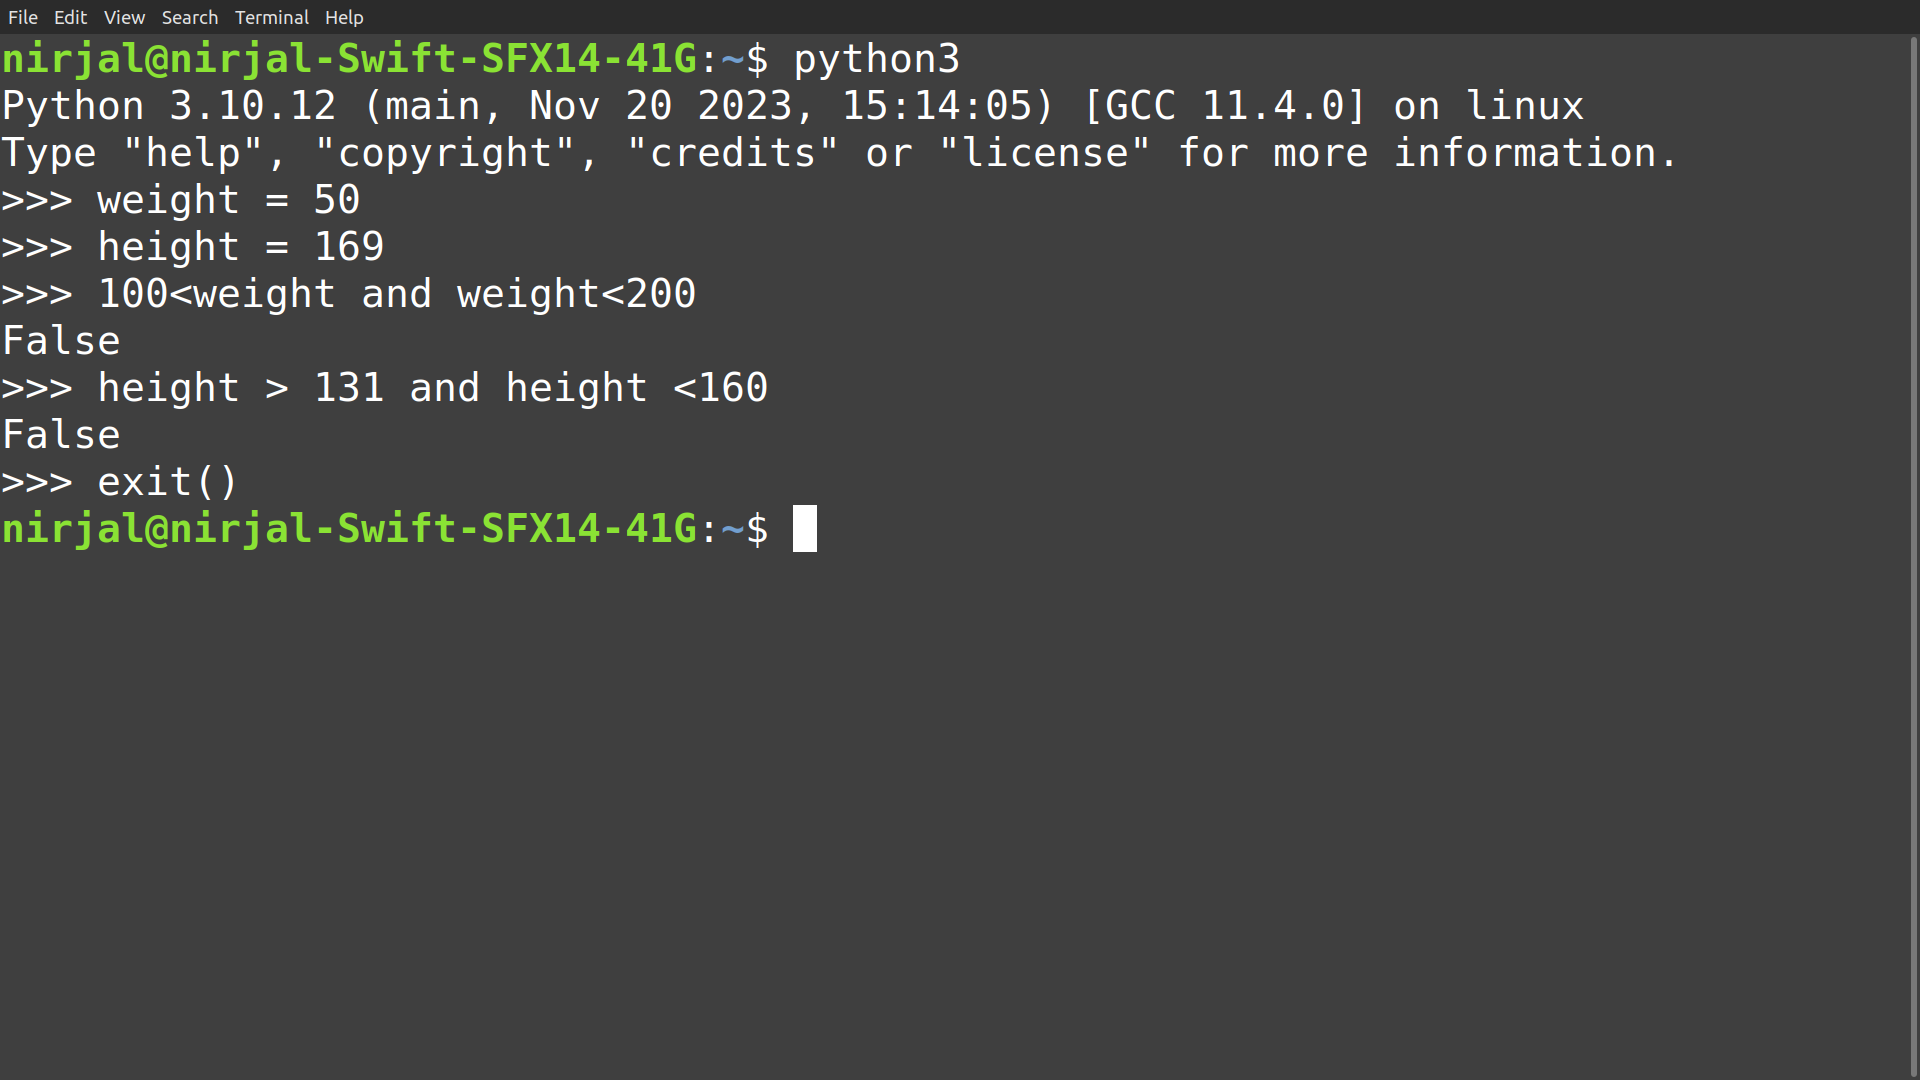 File Edit View Search Terminal Help
nirjal@nirjal-Swift-SFX14-41G:~$ python3
Python 3.10.12 (main, Nov 20 2023, 15:14:05) [GCC 11.4.0] on linux
Type "help", "copyright", "credits" or "license" for more information.
>>> weight = 50
>>> height = 169
>>> 100<weight and weight<200
False
>>> height > 131 and height <160
False
>>> exit()
nirjal@nirjal-Swift-SFX14-41G:~$